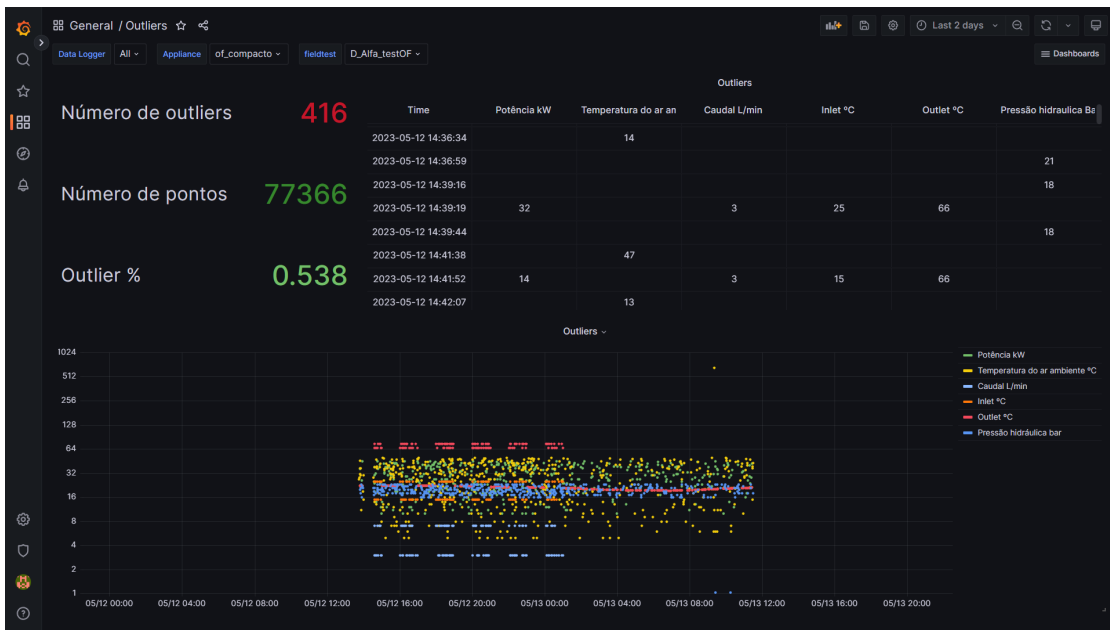 General / Outliers
Last 2 days
Data Logger All Appliance of_compacto fieldtest D_Alfa_testOF Dashboards
Outliers
Número de outliers 416
Número de pontos 77366
Outlier % 0.538
Time Potência kW Temperatura do ar an Caudal L/min Inlet ºC Outlet ºC Pressão hidraulica Ba
2023-05-12 14:36:34 14
2023-05-12 14:36:59 21
2023-05-12 14:39:16 18
2023-05-12 14:39:19 32 3 25 66
2023-05-12 14:39:44 18
2023-05-12 14:41:38 47
2023-05-12 14:41:52 14 3 15 66
2023-05-12 14:42:07 13
Outliers
1024
512
256
128
64
32
16
8
4
2
1
05/12 00:00 05/12 04:00 05/12 08:00 05/12 12:00 05/12 16:00 05/12 20:00 05/13 00:00 05/13 04:00 05/13 08:00 05/13 12:00 05/13 16:00 05/13 20:00
Potência kW
Temperatura do ar ambiente ºC
Caudal L/min
Inlet ºC
Outlet ºC
Pressão hidráulica bar